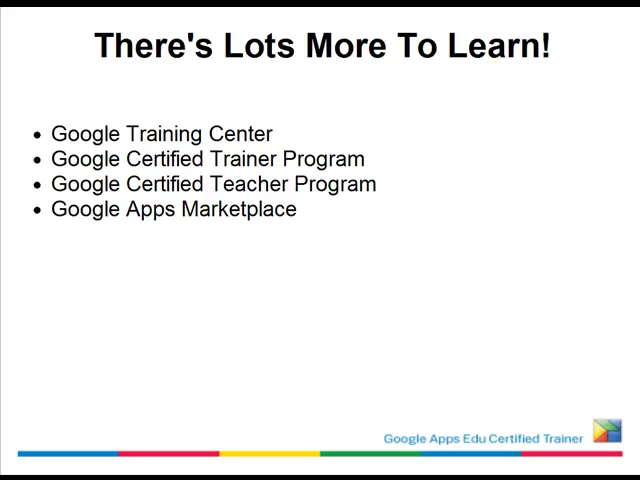 There's Lots More To Learn!
• Google Training Center
• Google Certified Trainer Program
• Google Certified Teacher Program
• Google Apps Marketplace
Google Apps Edu Certified Trainer